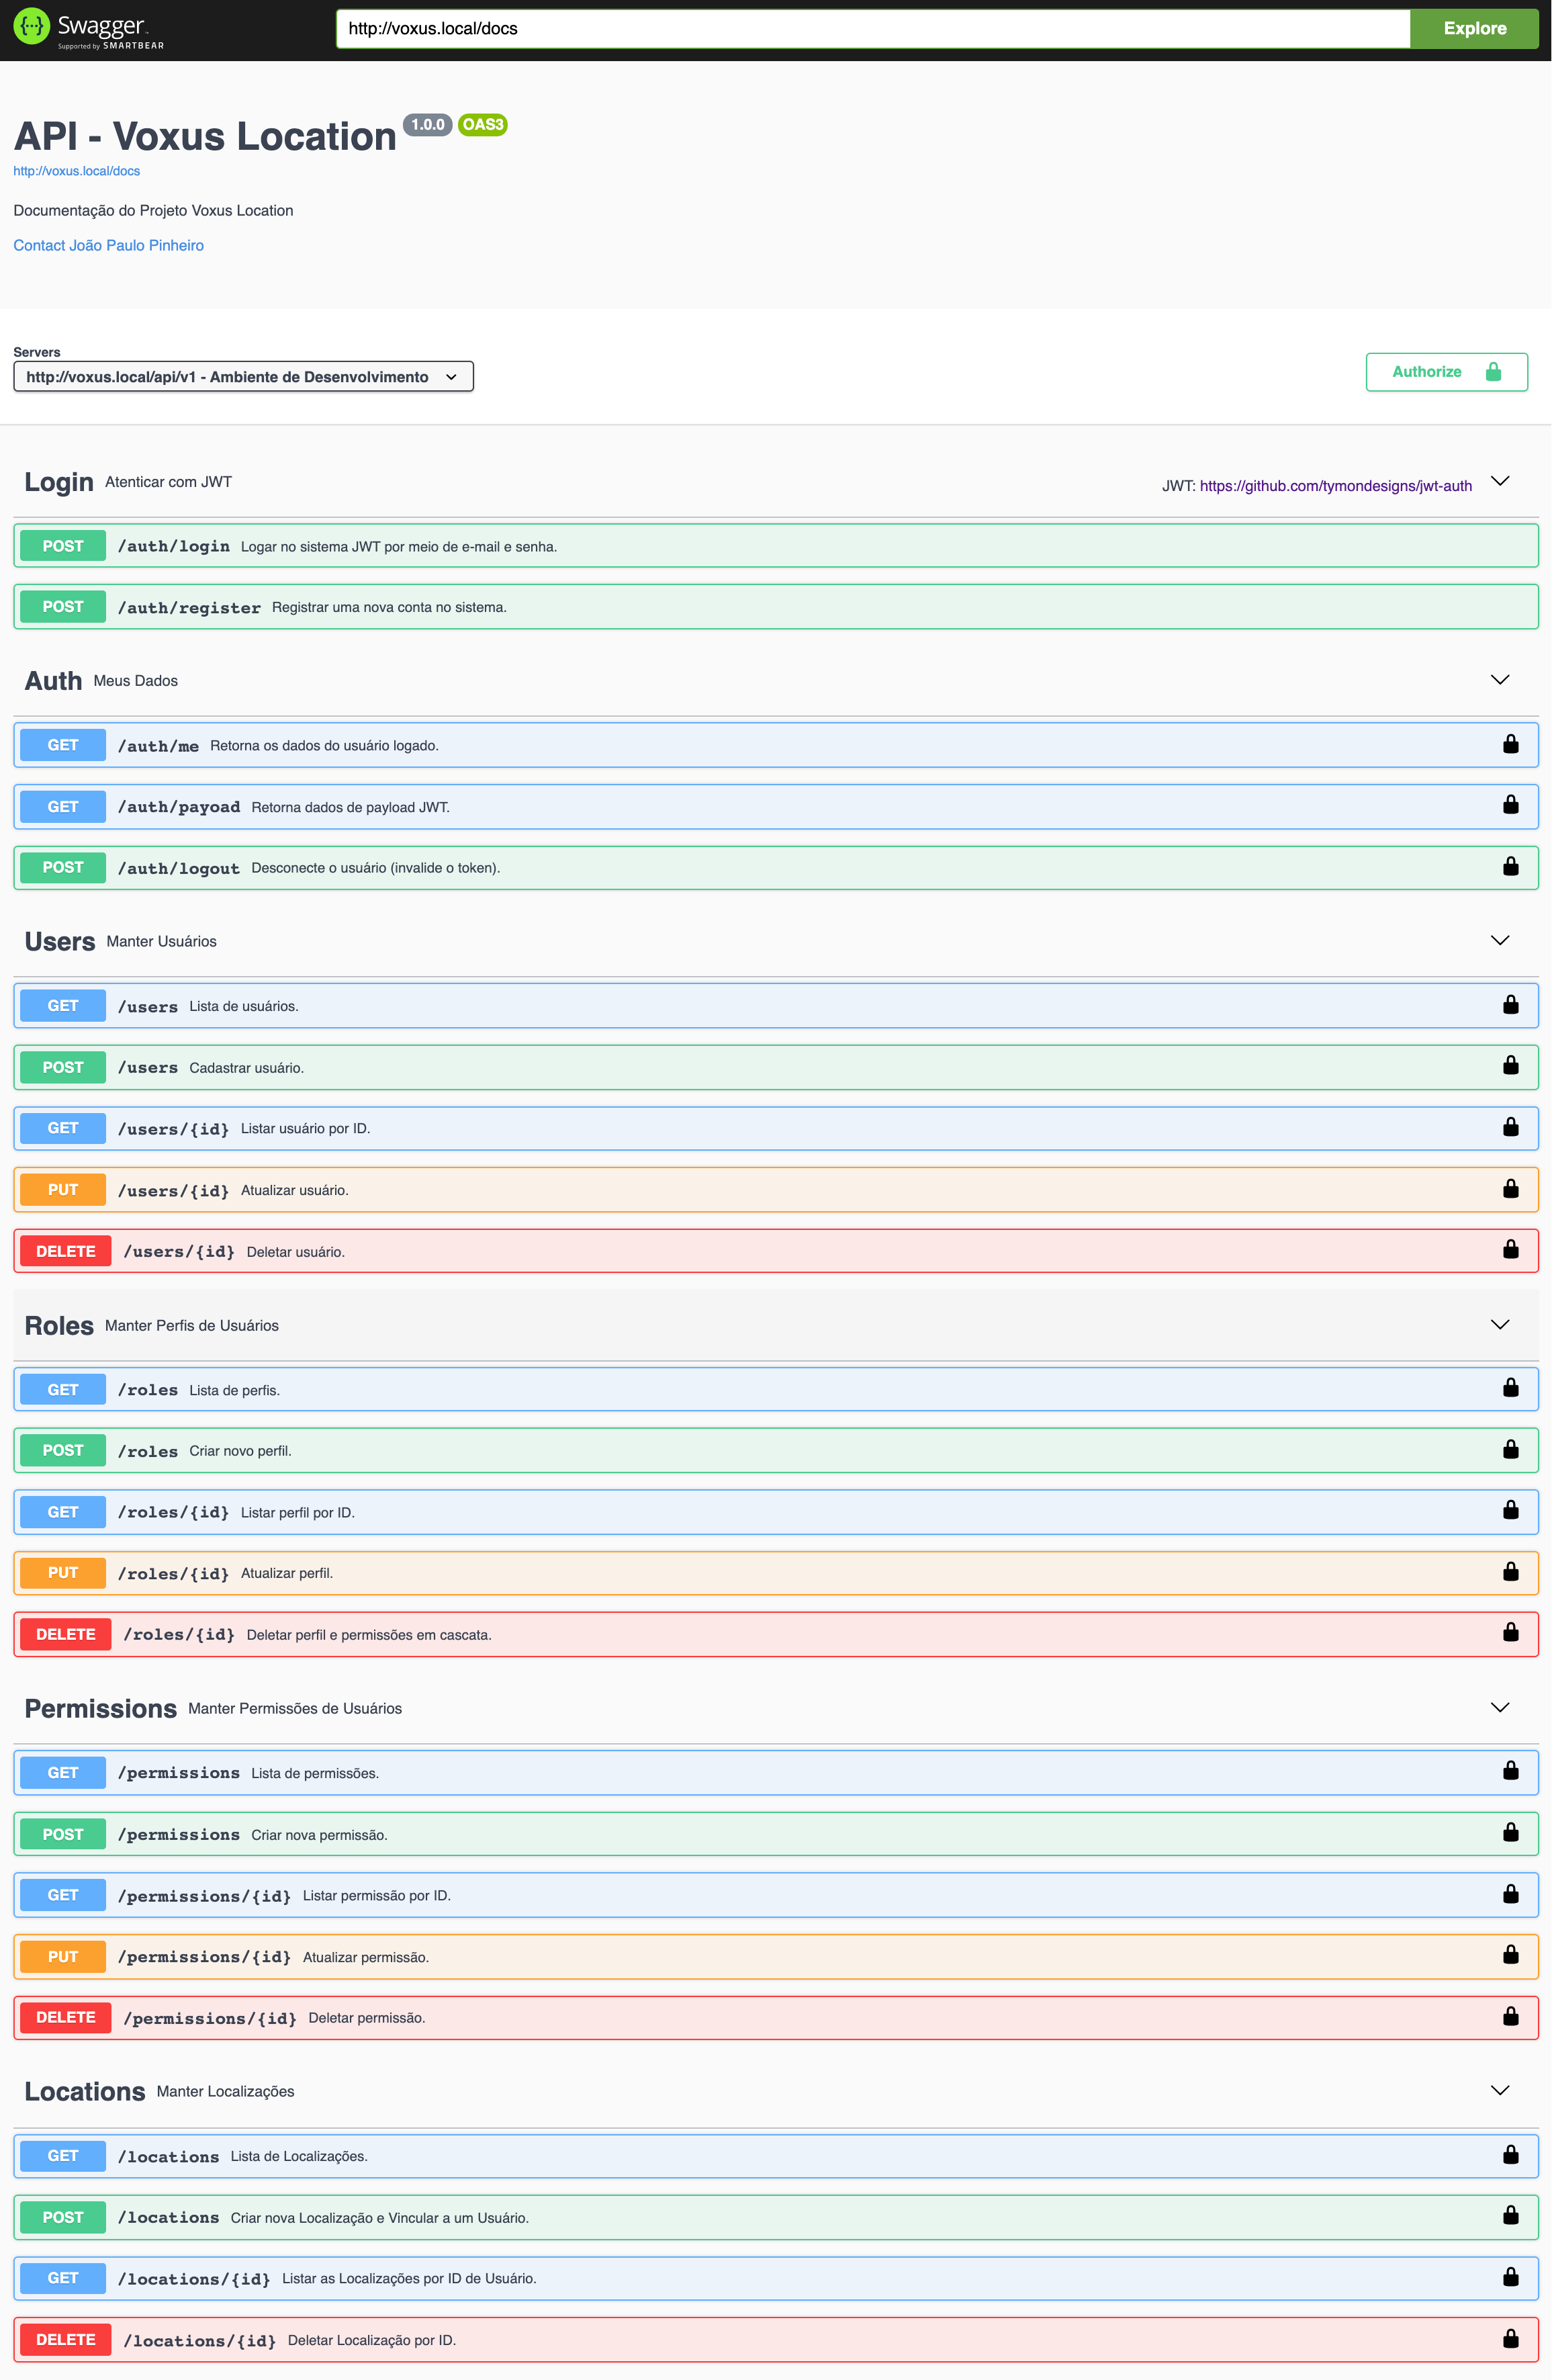 Swagger
Supported by SMARTBEAR
http://voxus.local/docs
Explore
API - Voxus Location 1.0.0 OAS3
http://voxus.local/docs
Documentação do Projeto Voxus Location
Contact João Paulo Pinheiro
Servers
http://voxus.local/api/v1 - Ambiente de Desenvolvimento
Authorize
Login Atenticar com JWT JWT: https://github.com/tymondesigns/jwt-auth
POST /auth/login Logar no sistema JWT por meio de e-mail e senha.
POST /auth/register Registrar uma nova conta no sistema.
Auth Meus Dados
GET /auth/me Retorna os dados do usuário logado.
GET /auth/payoad Retorna dados de payload JWT.
POST /auth/logout Desconecte o usuário (invalide o token).
Users Manter Usuários
GET /users Lista de usuários.
POST /users Cadastrar usuário.
GET /users/{id} Listar usuário por ID.
PUT /users/{id} Atualizar usuário.
DELETE /users/{id} Deletar usuário.
Roles Manter Perfis de Usuários
GET /roles Lista de perfis.
POST /roles Criar novo perfil.
GET /roles/{id} Listar perfil por ID.
PUT /roles/{id} Atualizar perfil.
DELETE /roles/{id} Deletar perfil e permissões em cascata.
Permissions Manter Permissões de Usuários
GET /permissions Lista de permissões.
POST /permissions Criar nova permissão.
GET /permissions/{id} Listar permissão por ID.
PUT /permissions/{id} Atualizar permissão.
DELETE /permissions/{id} Deletar permissão.
Locations Manter Localizações
GET /locations Lista de Localizações.
POST /locations Criar nova Localização e Vincular a um Usuário.
GET /locations/{id} Listar as Localizações por ID de Usuário.
DELETE /locations/{id} Deletar Localização por ID.